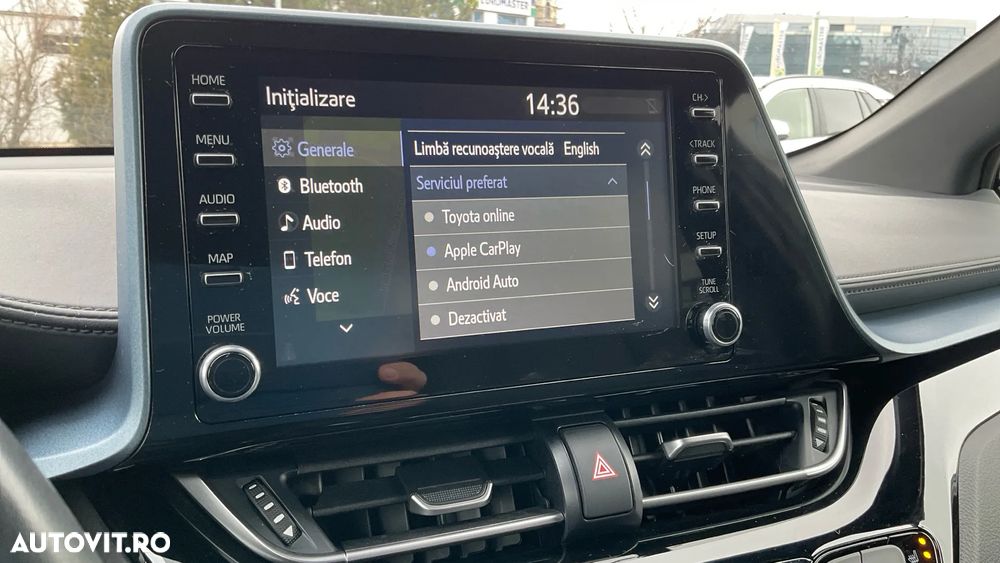 HOME
MENU
AUDIO
MAP
POWER
VOLUME
Iniţializare
14:36
Generale
Bluetooth
Audio
Telefon
Voce
Limbă recunoaştere vocală English
Serviciul preferat
Toyota online
Apple CarPlay
Android Auto
Dezactivat
CH>
<TRACK
PHONE
SETUP
TUNE
SCROLL
AUTOVIT.RO